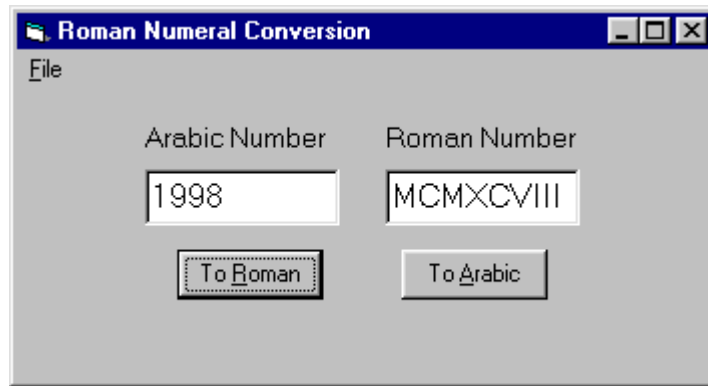 Roman Numeral Conversion
File
Arabic Number Roman Number
1998 MCMXCVIII
To Roman To Arabic